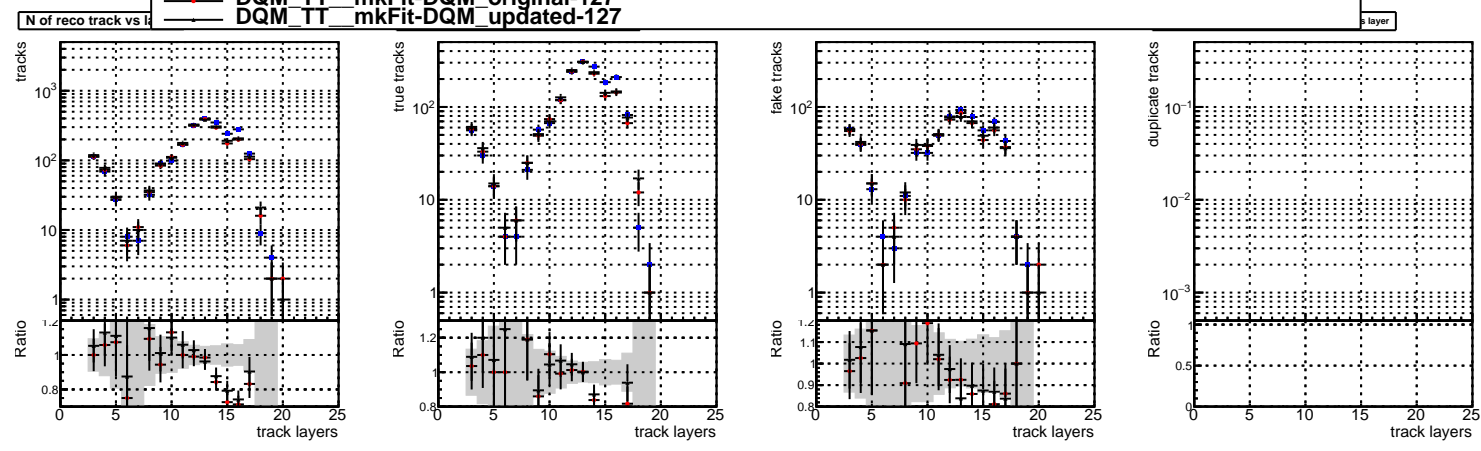 DQM_TT__mkFit-DQM_original-127
DQM_TT__mkFit-DQM_updated-127
N of reco track vs la
s layer
tracks
10³
10²
10
1
1.2
1
0.8
Ratio
0 5 10 15 20 25
track layers
true tracks
10²
10
1
1.2
1
0.8
Ratio
0 5 10 15 20 25
track layers
fake tracks
10²
10
1
1.2
1.1
1
0.9
0.8
Ratio
0 5 10 15 20 25
track layers
duplicate tracks
10⁻¹
10⁻²
10⁻³
1
0.5
0
Ratio
0 5 10 15 20 25
track layers